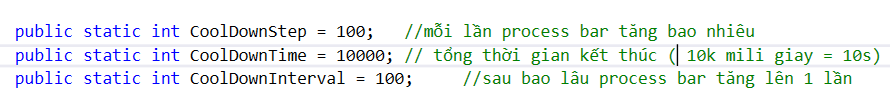 public static int CoolDownStep = 100;   //mỗi lần process bar tăng bao nhiêu
public static int CoolDownTime = 10000; // tổng thời gian kết thúc ( 10k mili giay = 10s)
public static int CoolDownInterval = 100;     //sau bao lâu process bar tăng lên 1 lần